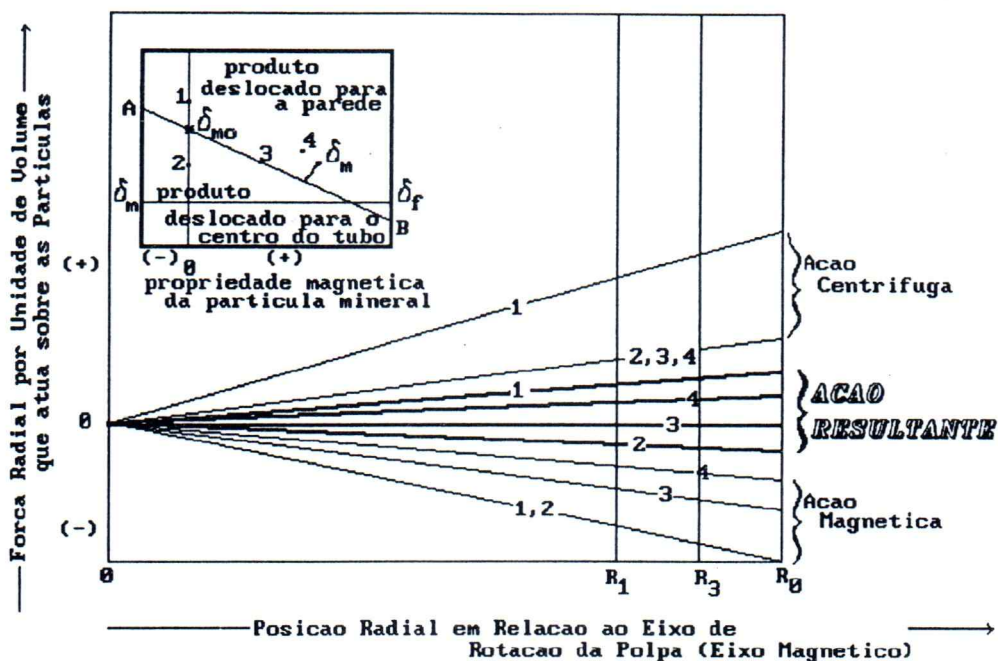 Forca Radial por Unidade de Volume
que atua sobre as Particulas
(+)
0
(-)
produto
deslocado para
a parede
1
A
δmo
4
3
δm
2
produto
δm
δf
deslocado para o
centro do tubo
B
(-)
0
(+)
propriedade magnetica
da particula mineral
1
2,3,4
1
4
3
2
4
3
1,2
Acao
Centrifuga
ACAO
RESULTANTE
Acao
Magnetica
0
R1
R3
R0
Posicao Radial em Relacao ao Eixo de
Rotacao da Polpa (Eixo Magnetico)